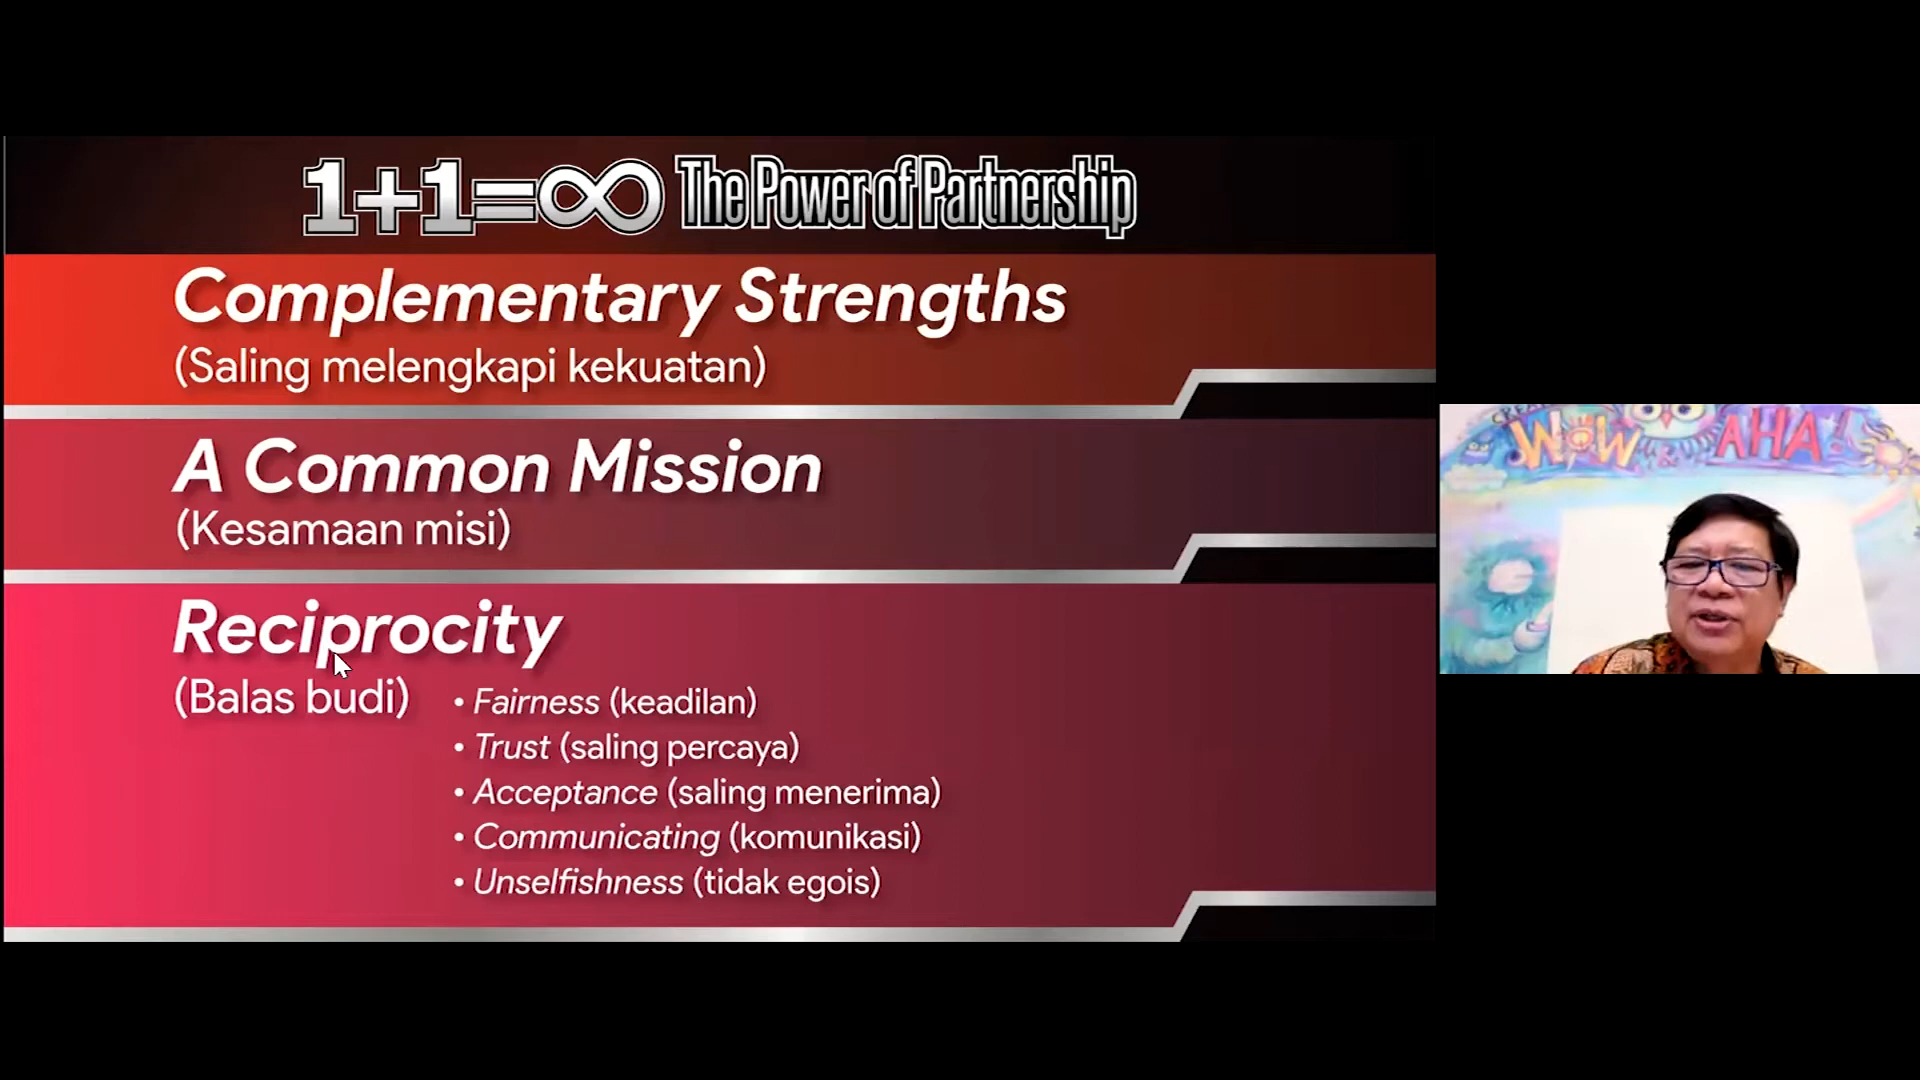 1+1=∞ The Power of Partnership
Complementary Strengths
(Saling melengkapi kekuatan)
A Common Mission
(Kesamaan misi)
Reciprocity
(Balas budi)
• Fairness (keadilan)
• Trust (saling percaya)
• Acceptance (saling menerima)
• Communicating (komunikasi)
• Unselfishness (tidak egois)
WOW & AHA!